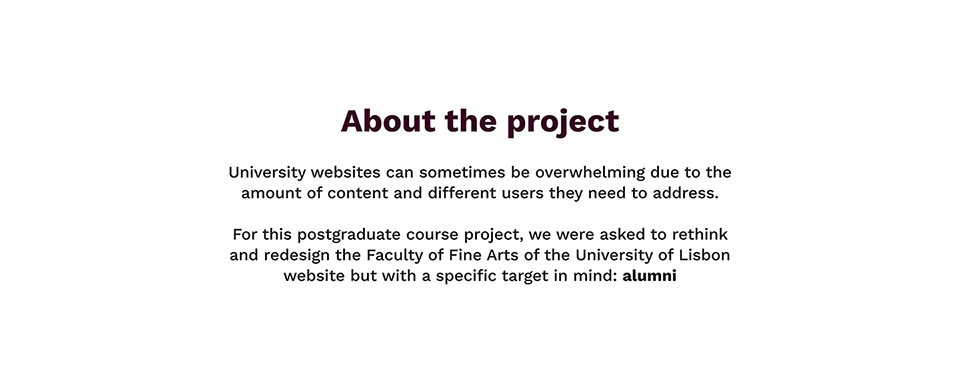 About the project
University websites can sometimes be overwhelming due to the
amount of content and different users they need to address.
For this postgraduate course project, we were asked to rethink
and redesign the Faculty of Fine Arts of the University of Lisbon
website but with a specific target in mind: alumni